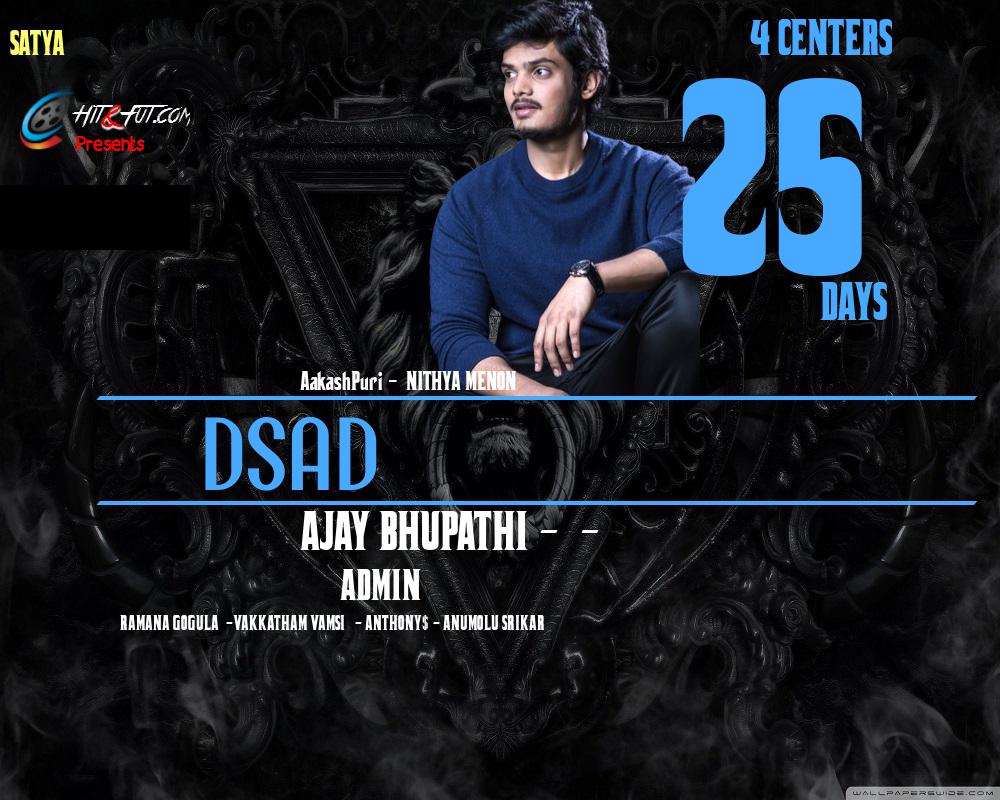 SATYA
4 CENTERS
HIT&FUT.COM
Presents
25
DAYS
AakashPuri - NITHYA MENON
DSAD
AJAY BHUPATHI - -
ADMIN
RAMANA GOGULA -VAKKATHAM VAMSI - ANTHONY$ - ANUMOLU SRIKAR
WALLPAPERSWIDE.COM